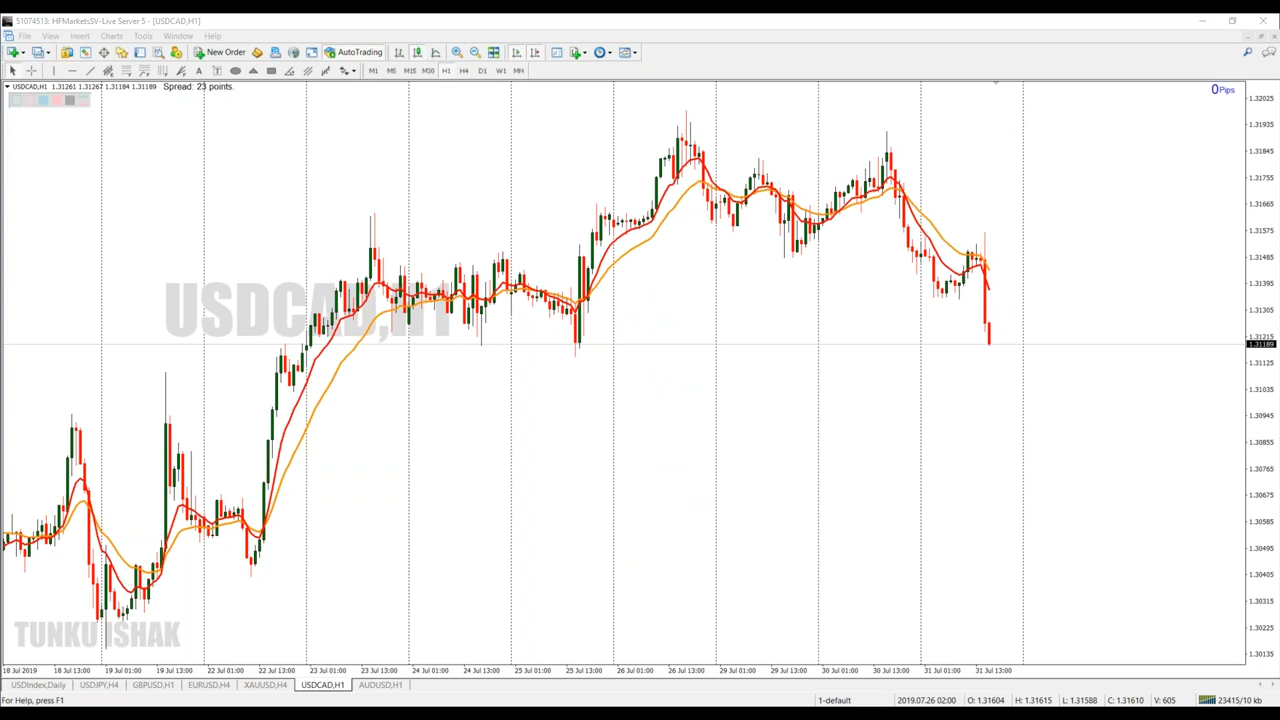 51074513: HFMarketsSV-Live Server 5 - [USDCAD,H1]
File View Insert Charts Tools Window Help
New Order AutoTrading
A T M1 M5 M15 M30 H1 H4 D1 W1 MN
USDCAD,H1 1.31261 1.31267 1.31184 1.31189 Spread: 23 points.
0Pips
1.32025
1.31935
1.31845
1.31755
1.31665
1.31575
1.31485
1.31395
1.31305
1.31215
1.31189
1.31125
1.31035
1.30945
1.30855
1.30765
1.30675
1.30585
1.30495
1.30405
1.30315
1.30225
1.30135
USDCAD,H1
TUNKU ISHAK
18 Jul 2019 18 Jul 13:00 19 Jul 01:00 19 Jul 13:00 22 Jul 01:00 22 Jul 13:00 23 Jul 01:00 23 Jul 13:00 24 Jul 01:00 24 Jul 13:00 25 Jul 01:00 25 Jul 13:00 26 Jul 01:00 26 Jul 13:00 29 Jul 01:00 29 Jul 13:00 30 Jul 01:00 30 Jul 13:00 31 Jul 01:00 31 Jul 13:00
USDIndex,Daily USDJPY,H4 GBPUSD,H1 EURUSD,H4 XAUUSD,H4 USDCAD,H1 AUDUSD,H1
For Help, press F1 1-default 2019.07.26 02:00 O: 1.31604 H: 1.31615 L: 1.31588 C: 1.31610 V: 605 23415/10 kb